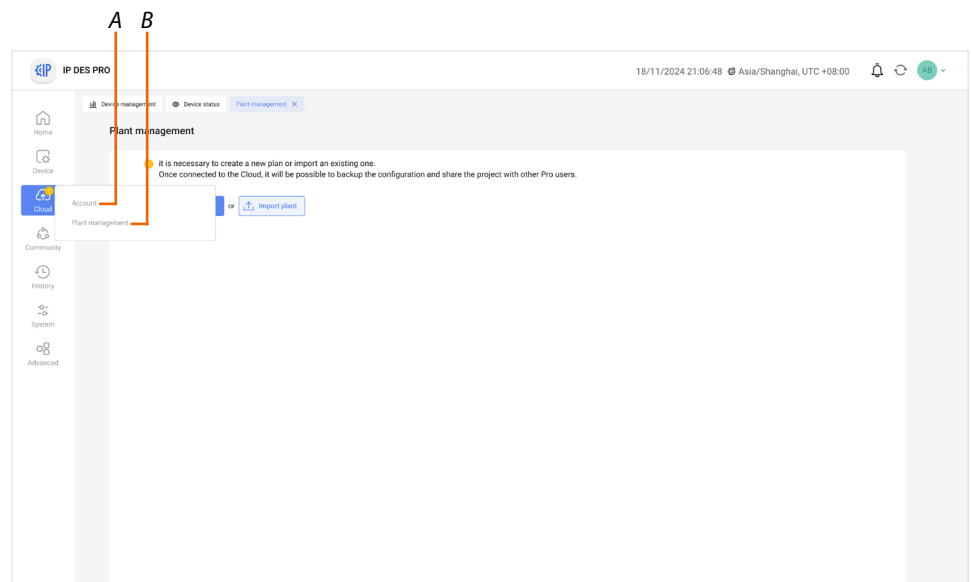 A B
IP DES PRO
18/11/2024 21:06:48 Asia/Shanghai, UTC +08:00
AB
Device management Device status Plant management
Home
Plant management
it is necessary to create a new plan or import an existing one.
Once connected to the Cloud, it will be possible to backup the configuration and share the project with other Pro users.
Device
Cloud
Account
Plant management
or Import plant
Community
History
System
Advanced